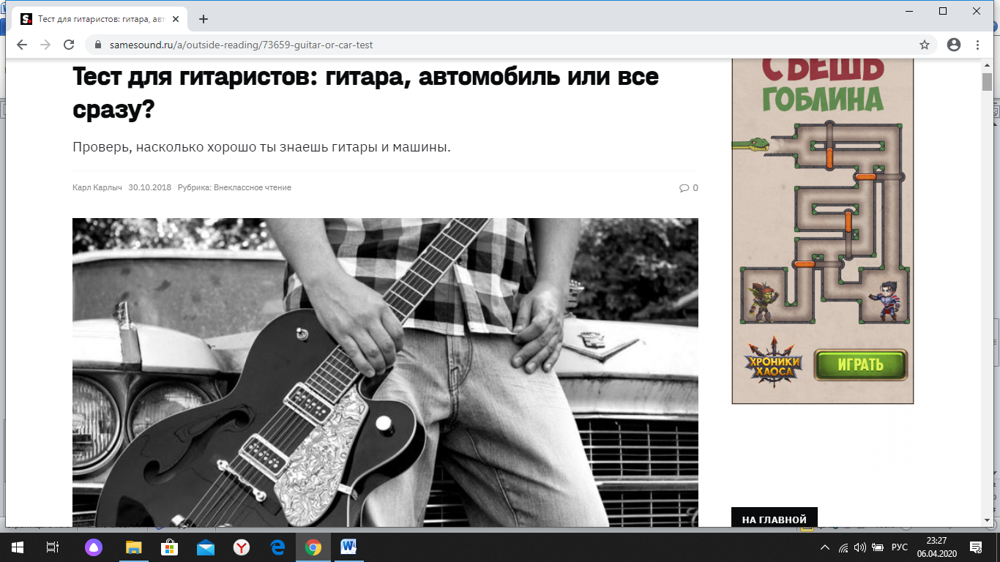 Тест для гитаристов: гитара, авт
samesound.ru/a/outside-reading/73659-guitar-or-car-test
Тест для гитаристов: гитара, автомобиль или все
сразу?
Проверь, насколько хорошо ты знаешь гитары и машины.
Карл Карлыч 30.10.2018 Рубрика: Внеклассное чтение
0
СЪЕШЬ
ГОБЛИНА
ХРОНИКИ
ХАОСА
ИГРАТЬ
НА ГЛАВНОЙ
РУС
23:27
06.04.2020